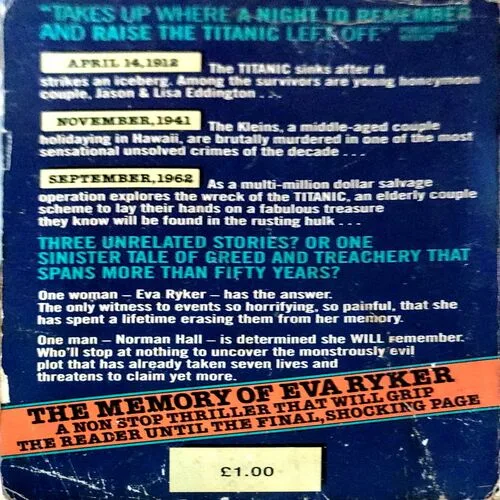 "TAKES UP WHERE A NIGHT TO REMEMBER
AND RAISE THE TITANIC LEFT OFF."
APRIL 14, 1912 The TITANIC sinks after it
strikes an iceberg. Among the survivors are young honeymoon
couple, Jason & Lisa Eddington . . .
NOVEMBER, 1941 The Kleins, a middle-aged couple
holidaying in Hawaii, are brutally murdered in one of the most
sensational unsolved crimes of the decade . . .
SEPTEMBER, 1962 As a multi-million dollar salvage
operation explores the wreck of the TITANIC, an elderly couple
scheme to lay their hands on a fabulous treasure
they know will be found in the rusting hulk . . .
THREE UNRELATED STORIES? OR ONE
SINISTER TALE OF GREED AND TREACHERY THAT
SPANS MORE THAN FIFTY YEARS?
One woman – Eva Ryker – has the answer.
The only witness to events so horrifying, so painful, that she
has spent a lifetime erasing them from her memory.
One man – Norman Hall – is determined she WILL remember.
Who'll stop at nothing to uncover the monstrously evil
plot that has already taken seven lives and
threatens to claim yet more.
THE MEMORY OF EVA RYKER
A NON STOP THRILLER THAT WILL GRIP
THE READER UNTIL THE FINAL, SHOCKING PAGE
£1.00